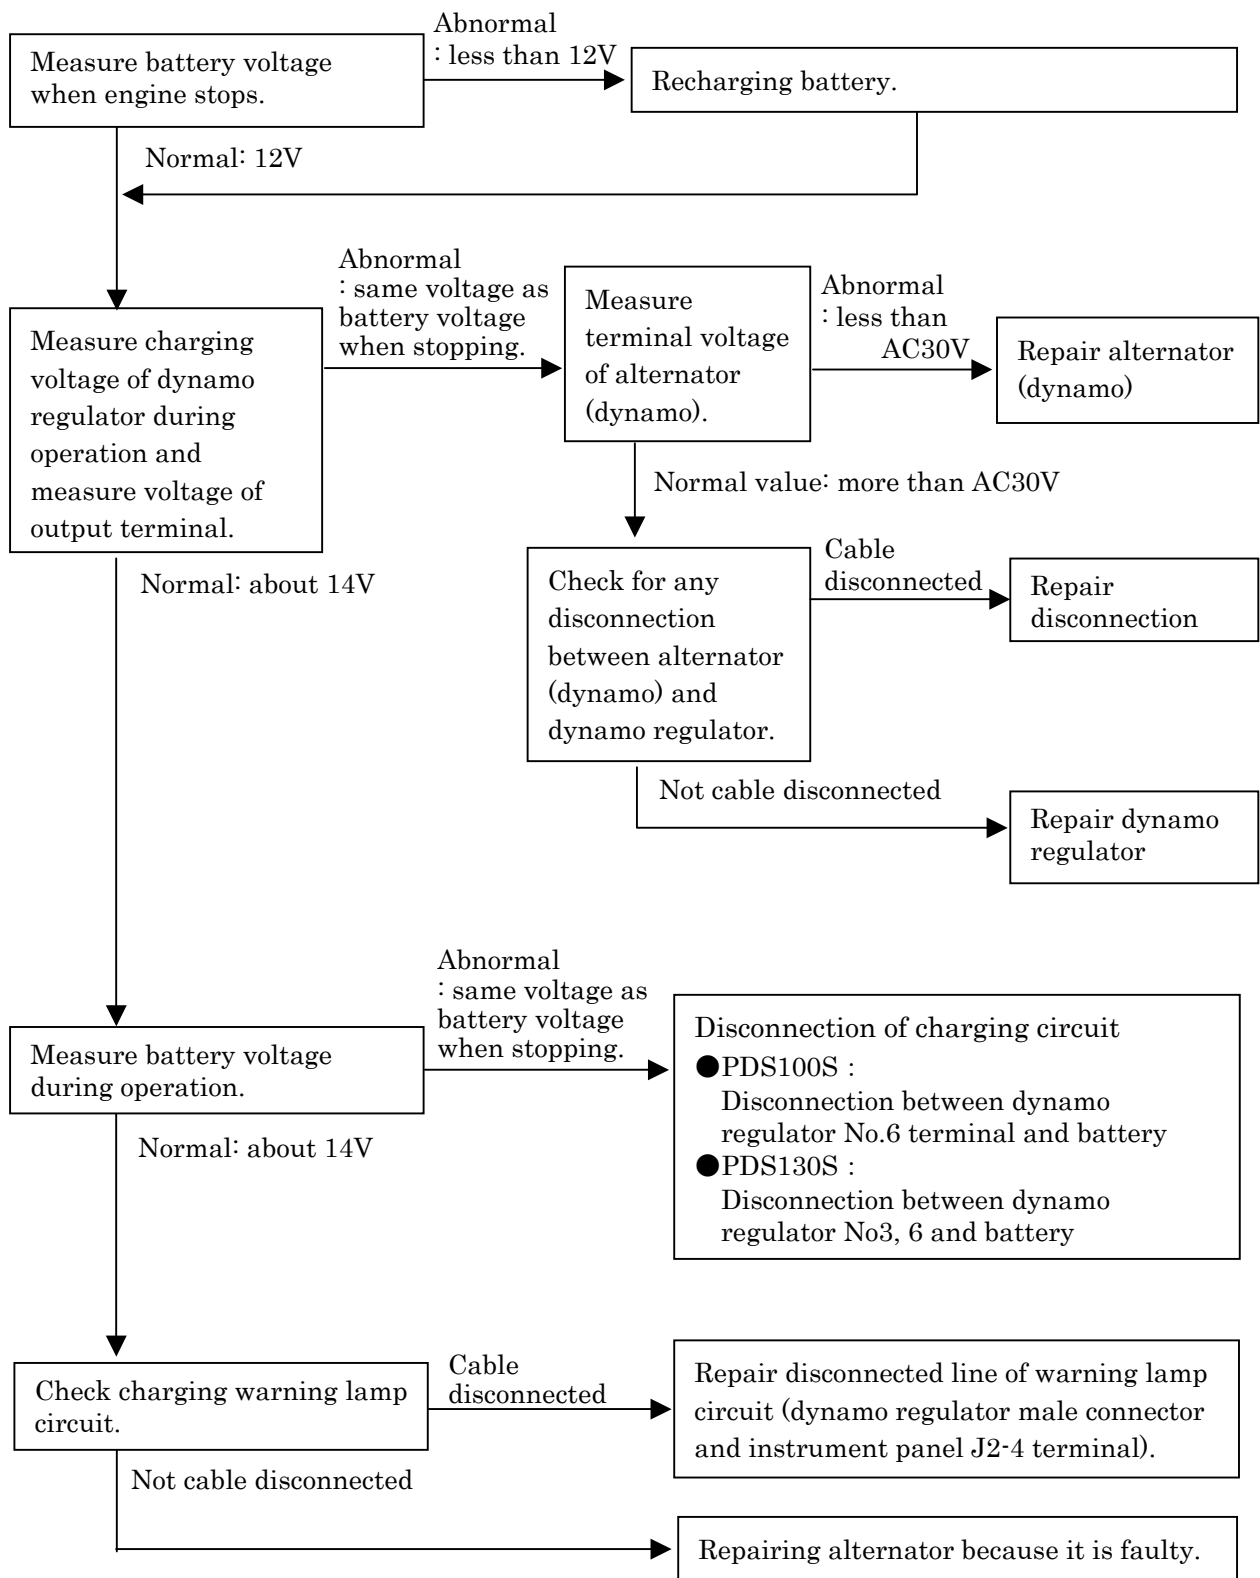 Abnormal
: less than 12V
Measure battery voltage
when engine stops.
Recharging battery.
Normal: 12V
Abnormal
: same voltage as
battery voltage
when stopping.
Measure charging
voltage of dynamo
regulator during
operation and
measure voltage of
output terminal.
Measure
terminal voltage
of alternator
(dynamo).
Abnormal
: less than
AC30V
Repair alternator
(dynamo)
Normal value: more than AC30V
Normal: about 14V
Check for any
disconnection
between alternator
(dynamo) and
dynamo regulator.
Cable
disconnected
Repair
disconnection
Not cable disconnected
Repair dynamo
regulator
Abnormal
: same voltage as
battery voltage
when stopping.
Measure battery voltage
during operation.
Disconnection of charging circuit
●PDS100S :
Disconnection between dynamo
regulator No.6 terminal and battery
●PDS130S :
Disconnection between dynamo
regulator No3, 6 and battery
Normal: about 14V
Check charging warning lamp
circuit.
Cable
disconnected
Repair disconnected line of warning lamp
circuit (dynamo regulator male connector
and instrument panel J2-4 terminal).
Not cable disconnected
Repairing alternator because it is faulty.